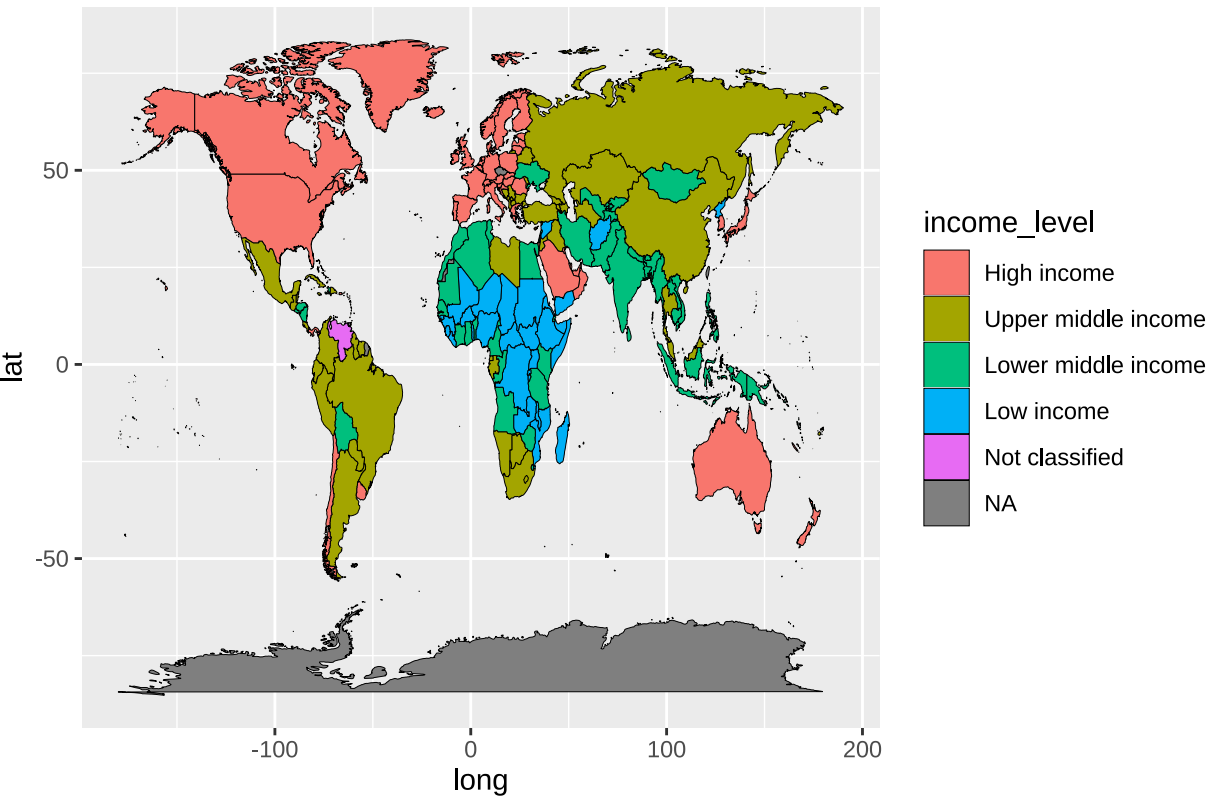 50
0
-50
lat
-100
0
100
200
long
income_level
High income
Upper middle income
Lower middle income
Low income
Not classified
NA